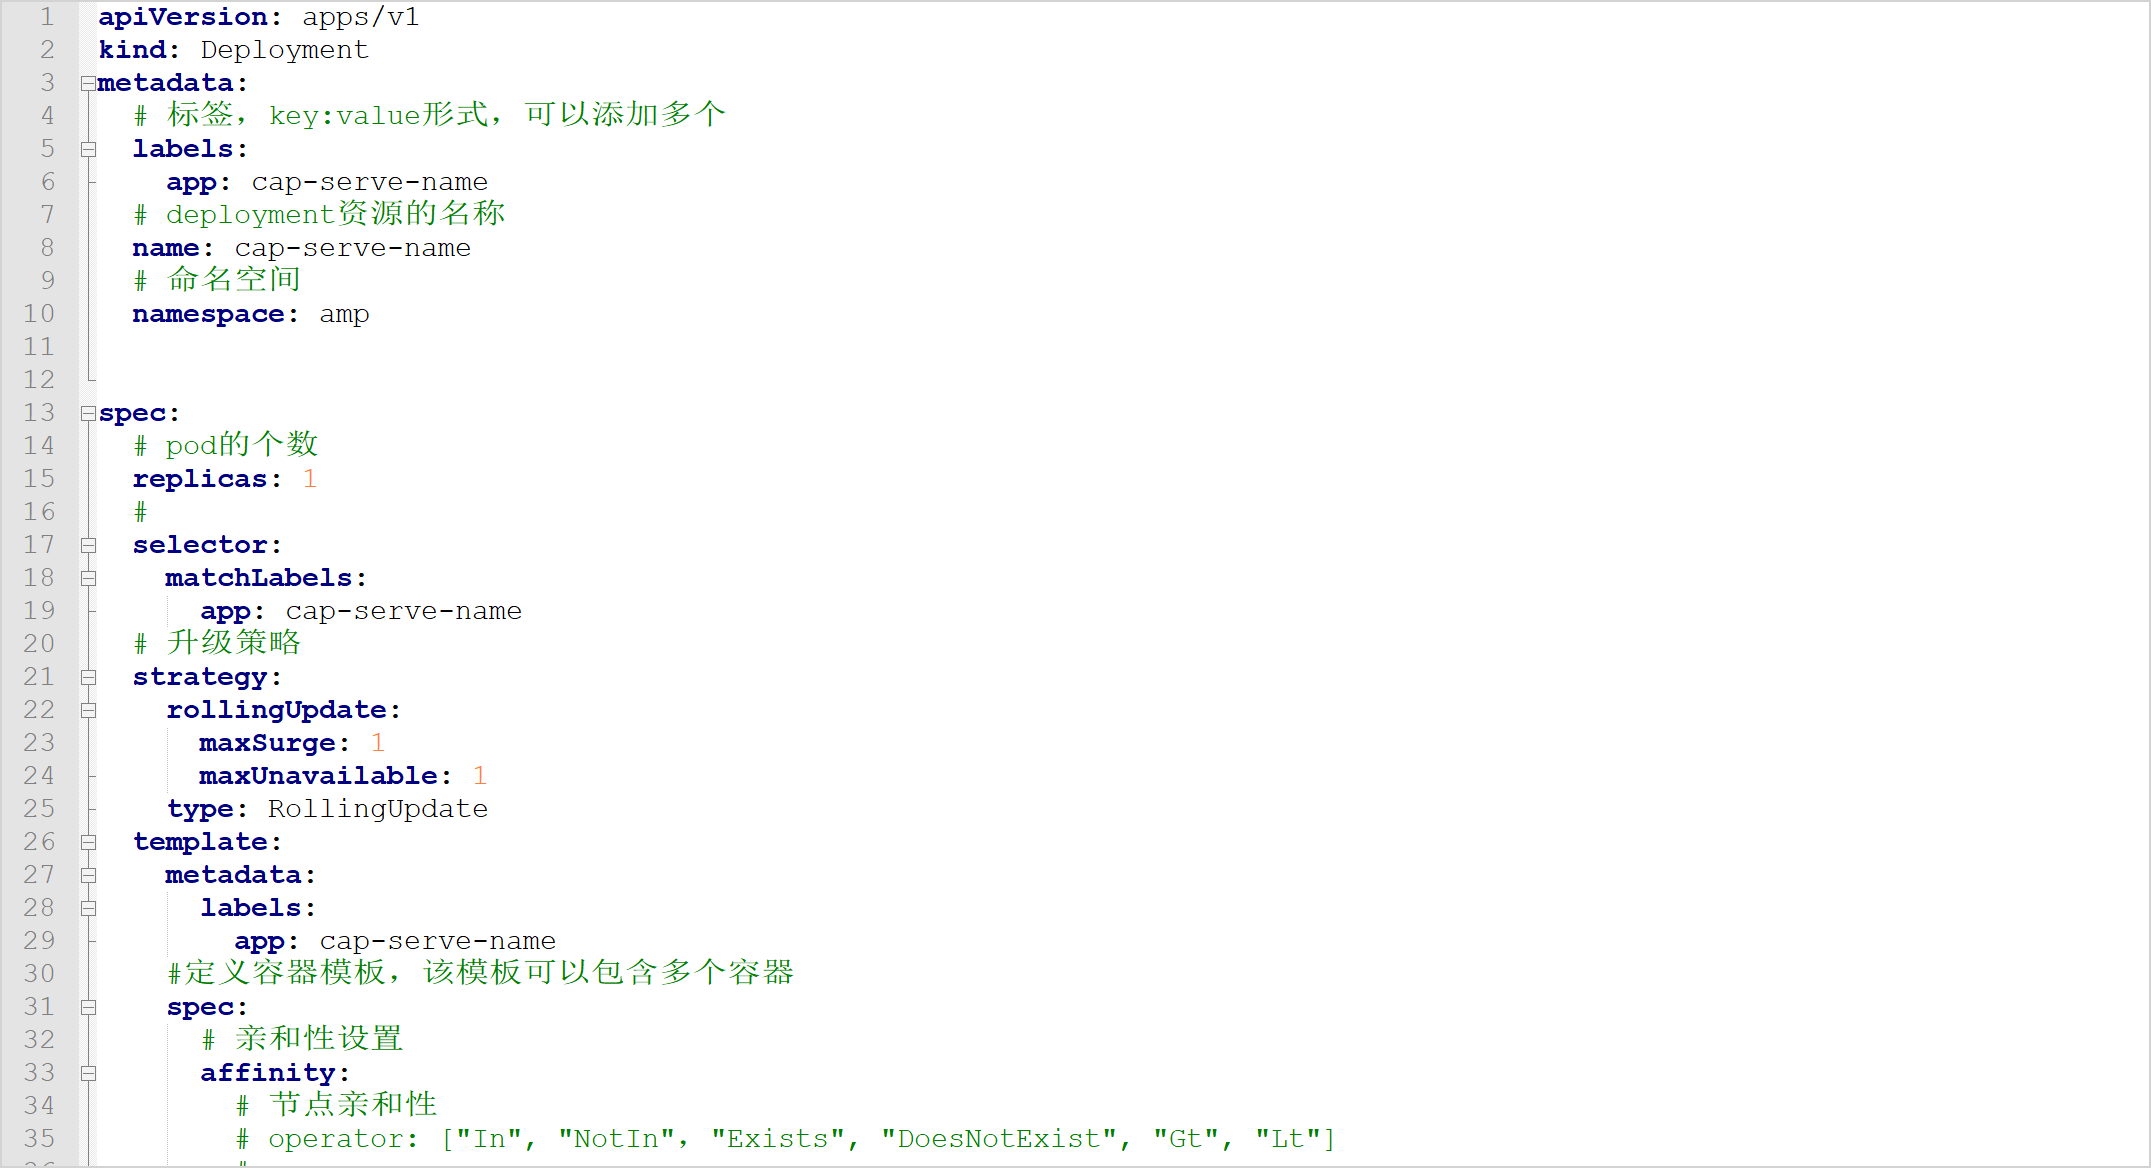 1 apiVersion: apps/v1
2 kind: Deployment
3 metadata:
4   # 标签，key:value形式，可以添加多个
5   labels:
6     app: cap-serve-name
7   # deployment资源的名称
8   name: cap-serve-name
9   # 命名空间
10   namespace: amp
11
12
13 spec:
14   # pod的个数
15   replicas: 1
16   #
17   selector:
18     matchLabels:
19       app: cap-serve-name
20   # 升级策略
21   strategy:
22     rollingUpdate:
23       maxSurge: 1
24       maxUnavailable: 1
25     type: RollingUpdate
26   template:
27     metadata:
28       labels:
29         app: cap-serve-name
30     #定义容器模板，该模板可以包含多个容器
31     spec:
32       # 亲和性设置
33       affinity:
34         # 节点亲和性
35         # operator: ["In", "NotIn"，"Exists", "DoesNotExist", "Gt", "Lt"]